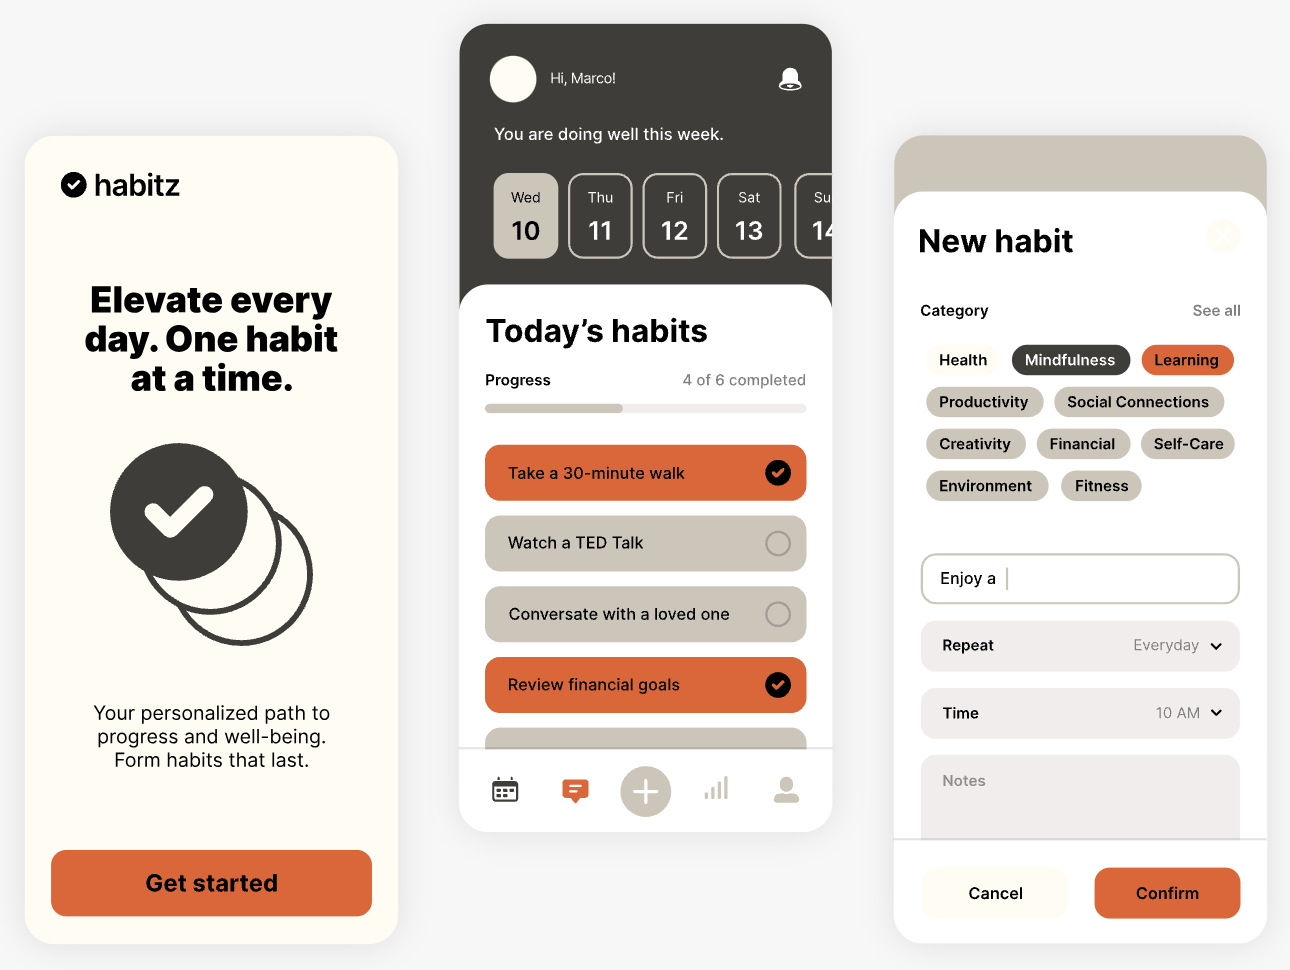 habitz
Elevate every
day. One habit
at a time.
Your personalized path to
progress and well-being.
Form habits that last.
Get started
Hi, Marco!
You are doing well this week.
Wed Thu Fri Sat Su
10 11 12 13 14
Today’s habits
Progress 4 of 6 completed
Take a 30-minute walk
Watch a TED Talk
Conversate with a loved one
Review financial goals
New habit
Category See all
Health Mindfulness Learning
Productivity Social Connections
Creativity Financial Self-Care
Environment Fitness
Enjoy a
Repeat Everyday
Time 10 AM
Notes
Cancel Confirm